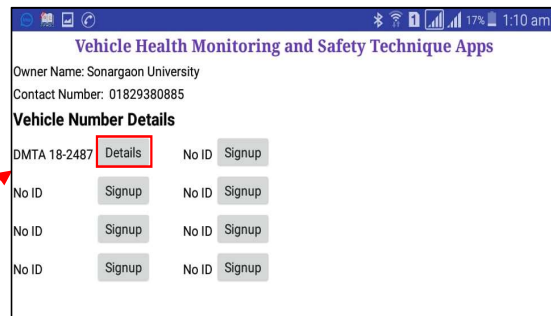 17% 1:10 am
Vehicle Health Monitoring and Safety Technique Apps
Owner Name: Sonargaon University
Contact Number: 01829380885
Vehicle Number Details
DMTA 18-2487 Details No ID Signup
No ID Signup No ID Signup
No ID Signup No ID Signup
No ID Signup No ID Signup